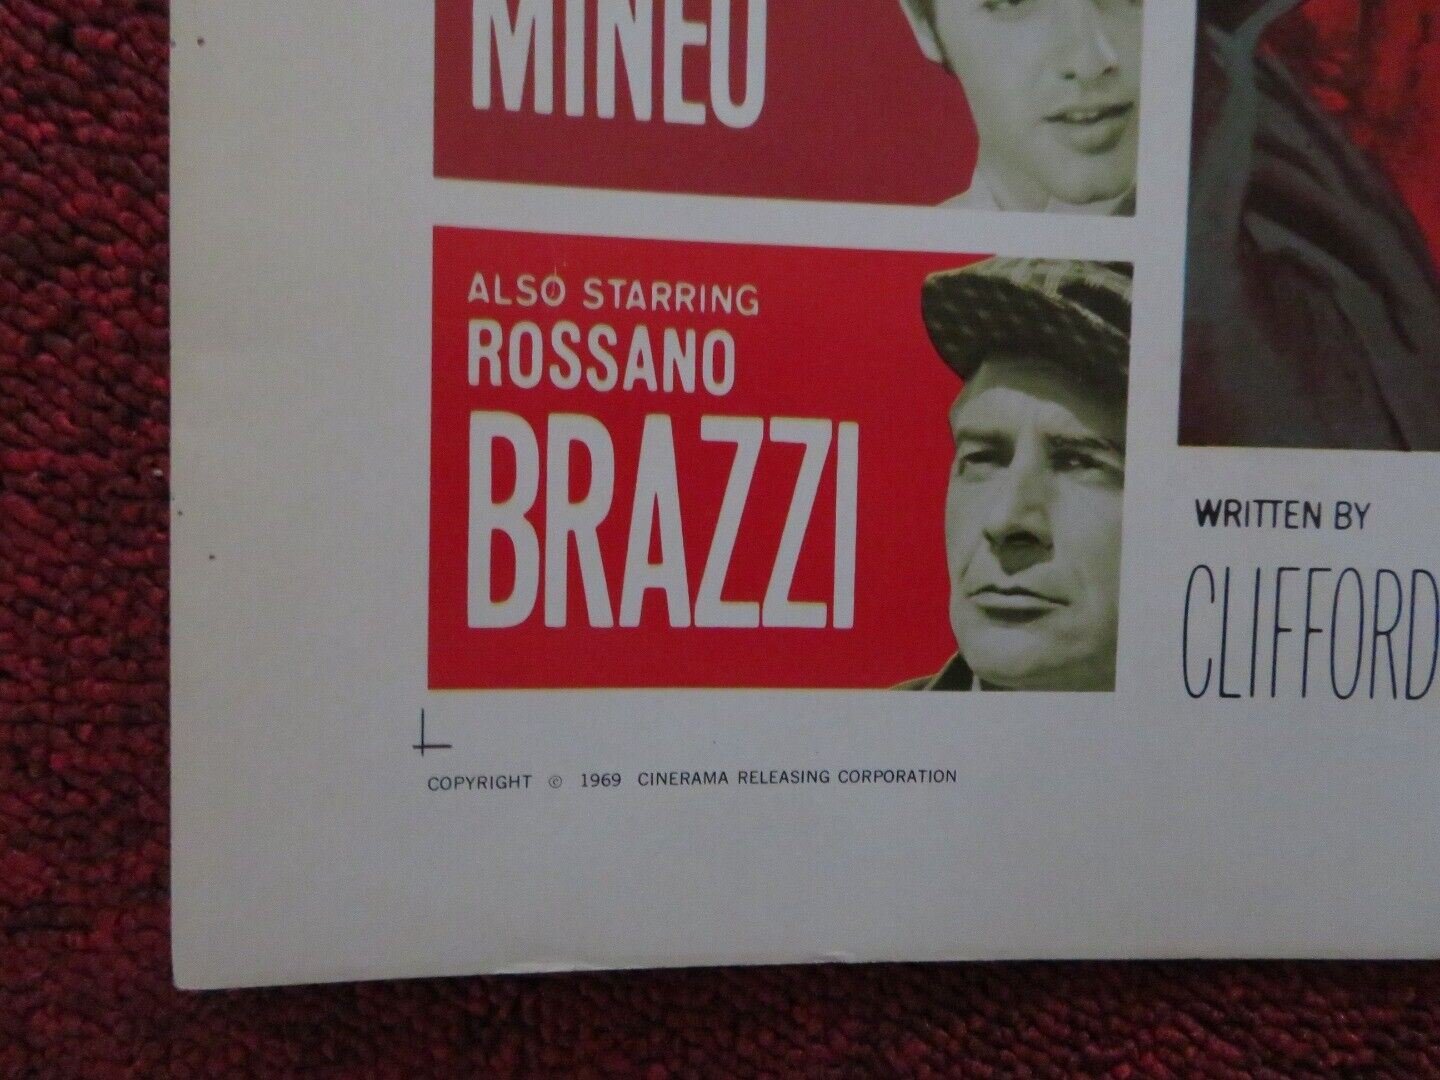 MINEO
ALSO STARRING
ROSSANO
BRAZZI
WRITTEN BY
CLIFFORD
COPYRIGHT © 1969 CINERAMA RELEASING CORPORATION